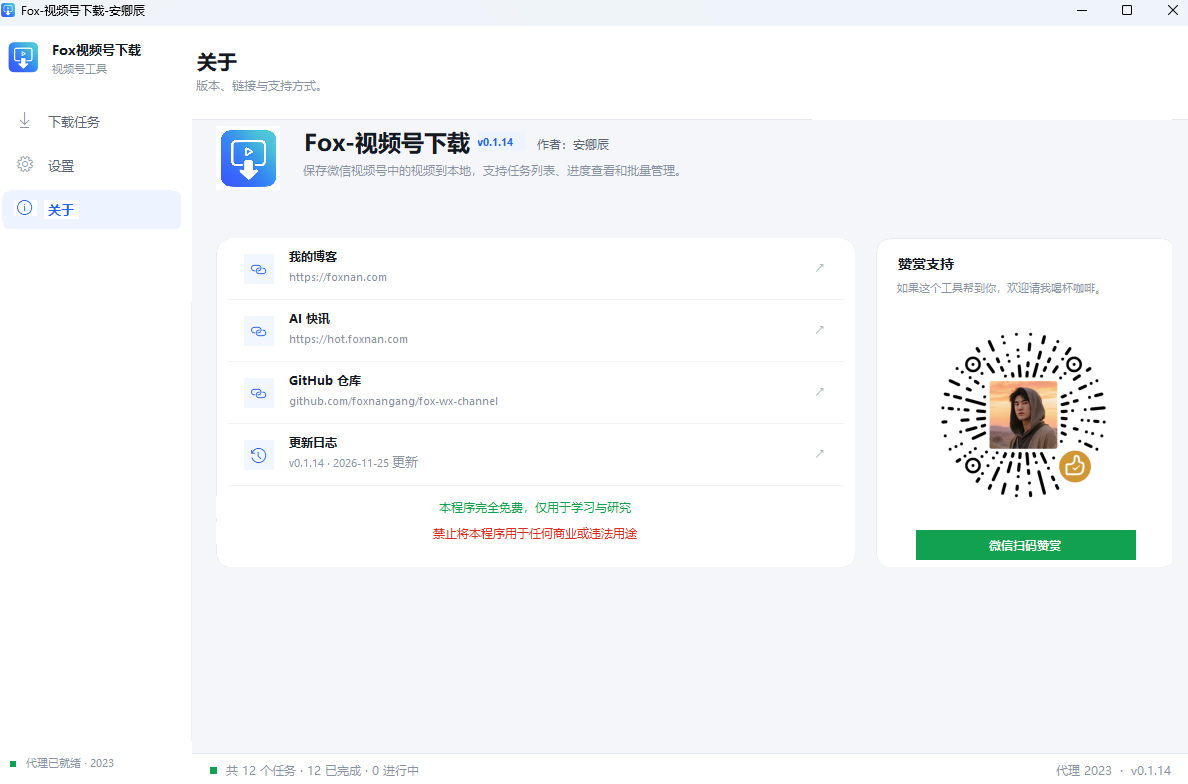 Fox-视频号下载-安卿辰
Fox视频号下载
视频号工具
下载任务
设置
关于
关于
版本、链接与支持方式。
Fox-视频号下载 v0.1.14 作者：安卿辰
保存微信视频号中的视频到本地，支持任务列表、进度查看和批量管理。
我的博客
https://foxnan.com
AI 快讯
https://hot.foxnan.com
GitHub 仓库
github.com/foxnangang/fox-wx-channel
更新日志
v0.1.14 · 2026-11-25 更新
本程序完全免费，仅用于学习与研究
禁止将本程序用于任何商业或违法用途
赞赏支持
如果这个工具帮到你，欢迎请我喝杯咖啡。
微信扫码赞赏
代理已就绪 · 2023
共 12 个任务 · 12 已完成 · 0 进行中
代理 2023 · v0.1.14